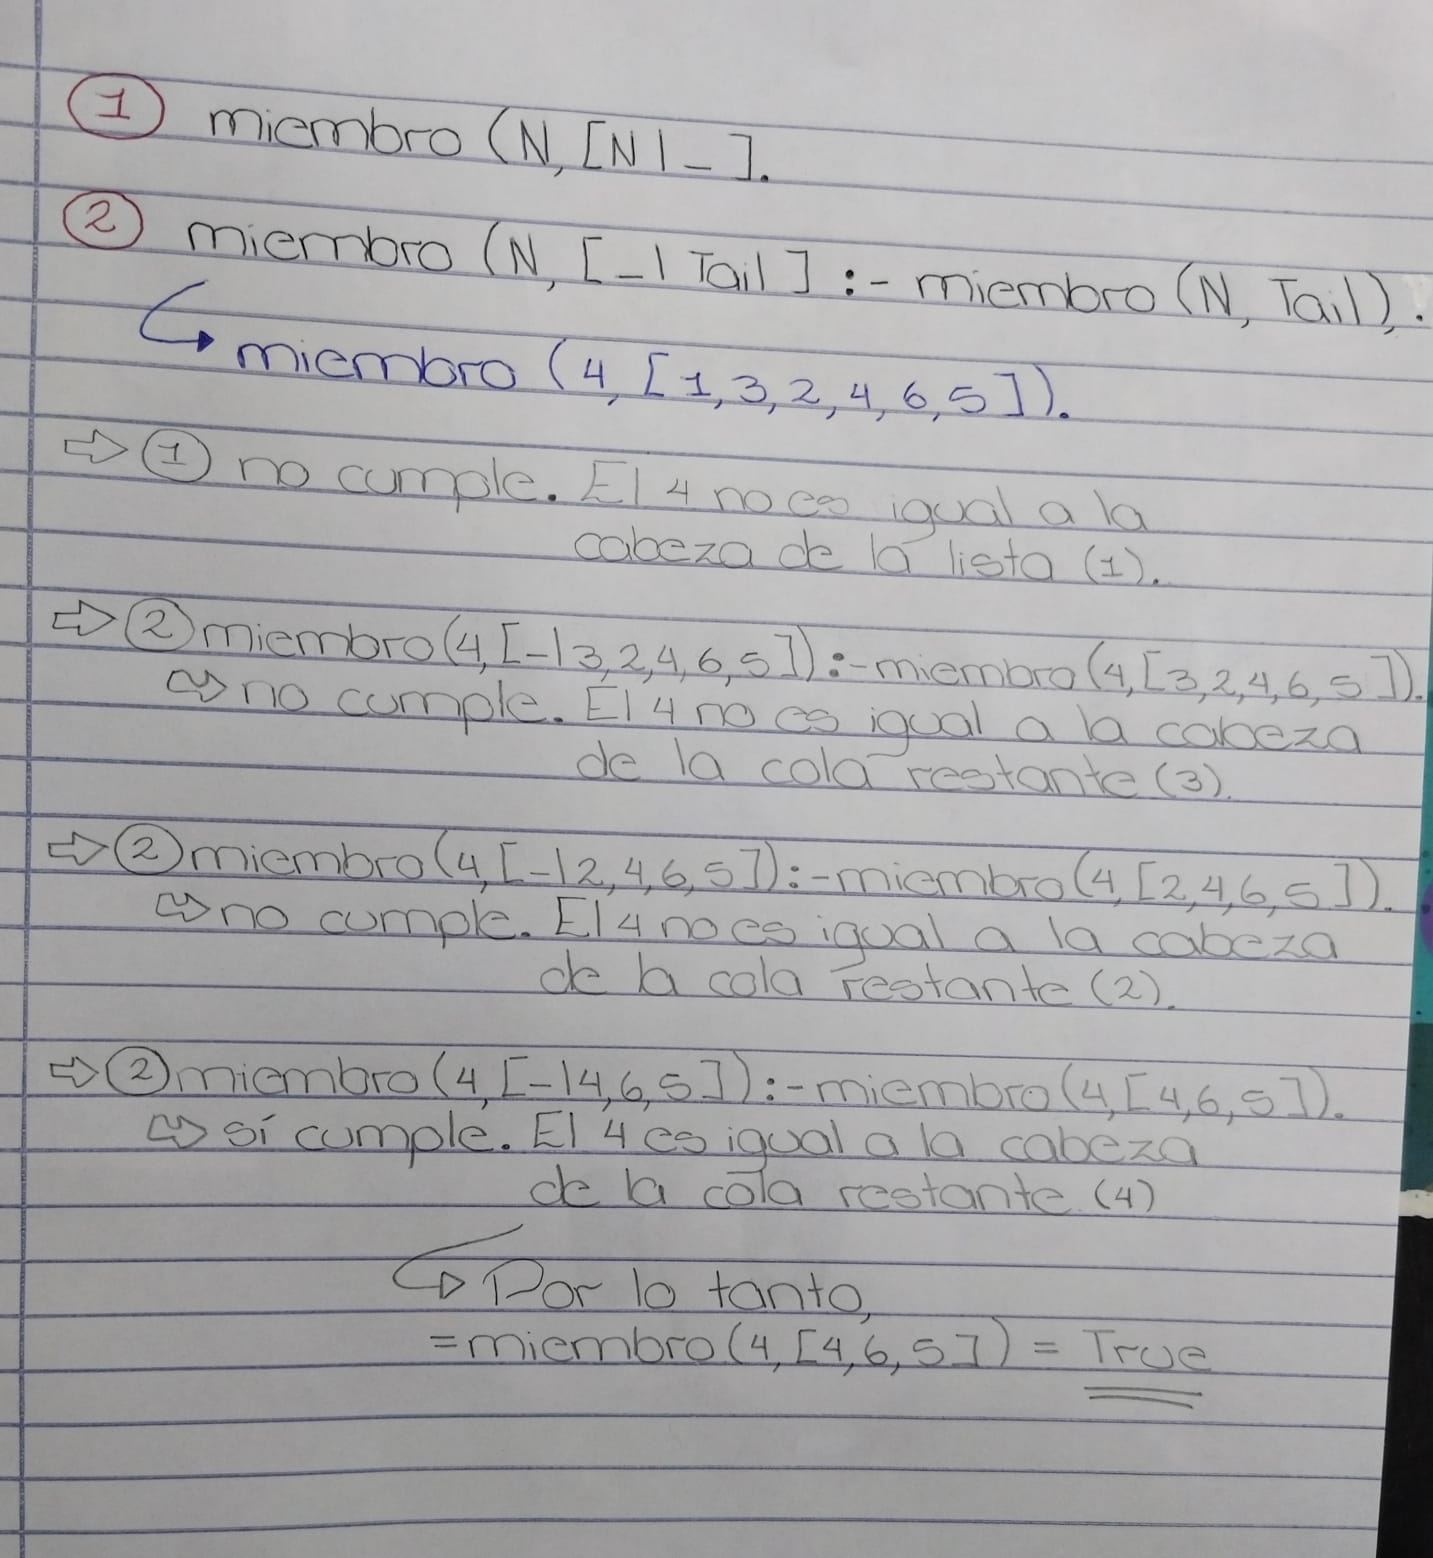 ① miembro (N, [N|_].
② miembro (N, [_| Tail] :- miembro (N, Tail).
↳ miembro (4, [1,3,2,4,6,5]).
⇨ ① no cumple. El 4 no es igual a la
cabeza de la lista (1).
⇨ ② miembro(4,[-|3,2,4,6,5]):-miembro(4,[3,2,4,6,5]).
⇨ no cumple. El 4 no es igual a la cabeza
de la cola restante (3).
⇨ ② miembro(4,[-|2,4,6,5]):-miembro(4,[2,4,6,5]).
⇨ no cumple. El 4 no es igual a la cabeza
de la cola restante (2).
⇨ ② miembro(4,[-|4,6,5]):-miembro(4,[4,6,5]).
⇨ sí cumple. El 4 es igual a la cabeza
de la cola restante (4)
↳ Por lo tanto,
=miembro(4,[4,6,5]) = True